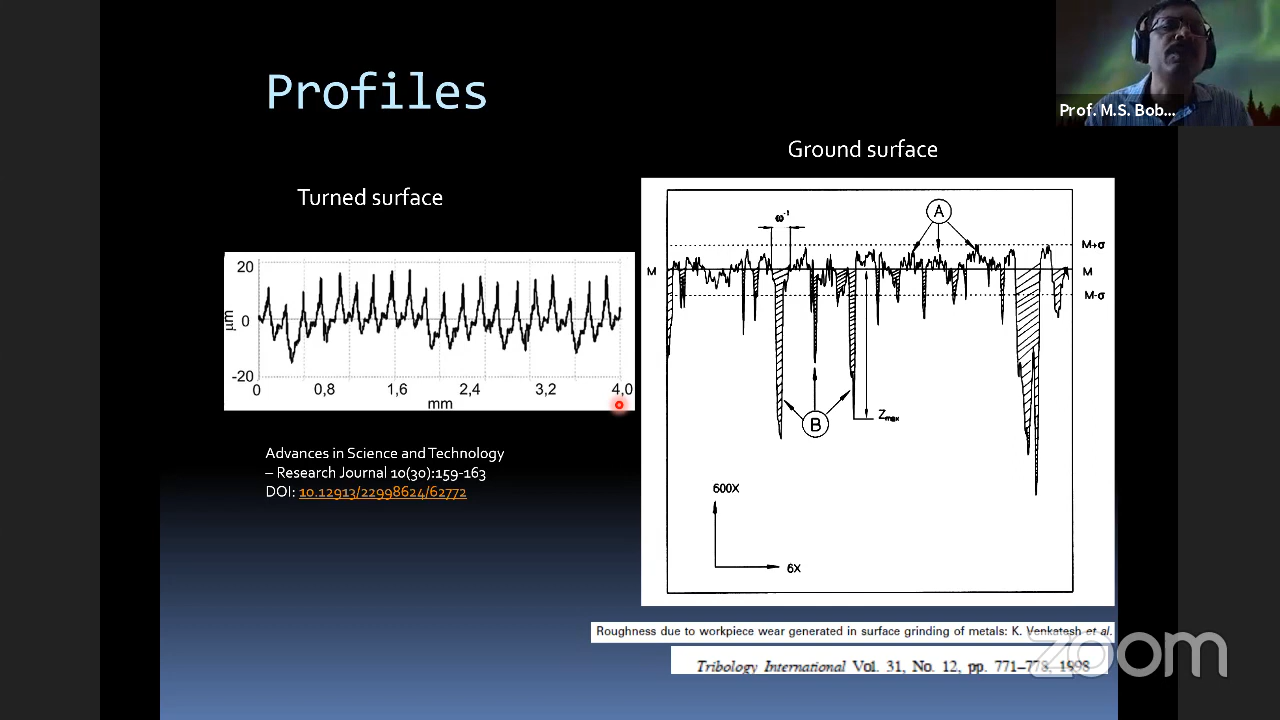 Profiles
Prof. M.S. Bob...
Turned surface
20
0
-20
µm
0
0,8
1,6
2,4
3,2
4,0
mm
Advances in Science and Technology
– Research Journal 10(30):159-163
DOI: 10.12913/22998624/62772
Ground surface
ω⁻¹
A
M+σ
M
M
M-σ
B
Zmax
600X
6X
Roughness due to workpiece wear generated in surface grinding of metals: K. Venkatesh et al.
Tribology International Vol. 31, No. 12, pp. 771–778, 1998
zoom